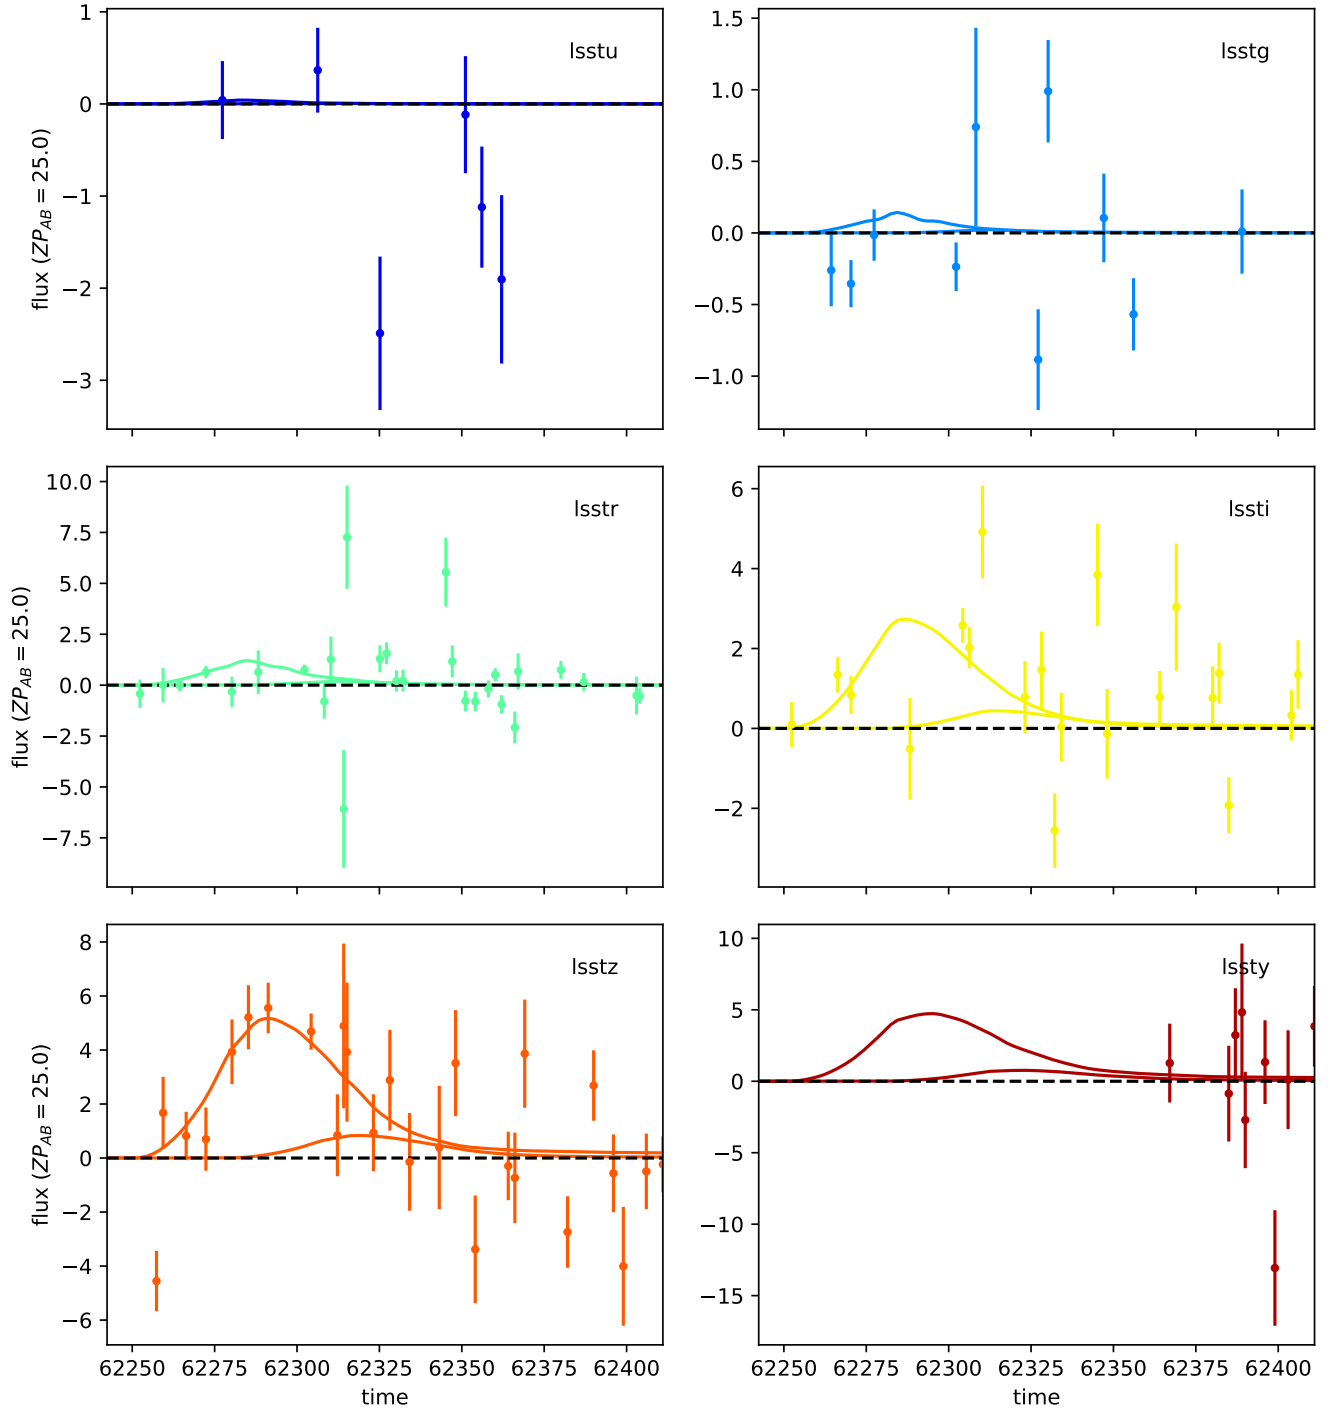 lsstu
1
0
−1
−2
−3
flux (ZP_AB = 25.0)
lsstg
1.5
1.0
0.5
0.0
−0.5
−1.0
lsstr
10.0
7.5
5.0
2.5
0.0
−2.5
−5.0
−7.5
flux (ZP_AB = 25.0)
lssti
6
4
2
0
−2
lsstz
8
6
4
2
0
−2
−4
−6
flux (ZP_AB = 25.0)
62250 62275 62300 62325 62350 62375 62400
time
lssty
10
5
0
−5
−10
−15
62250 62275 62300 62325 62350 62375 62400
time